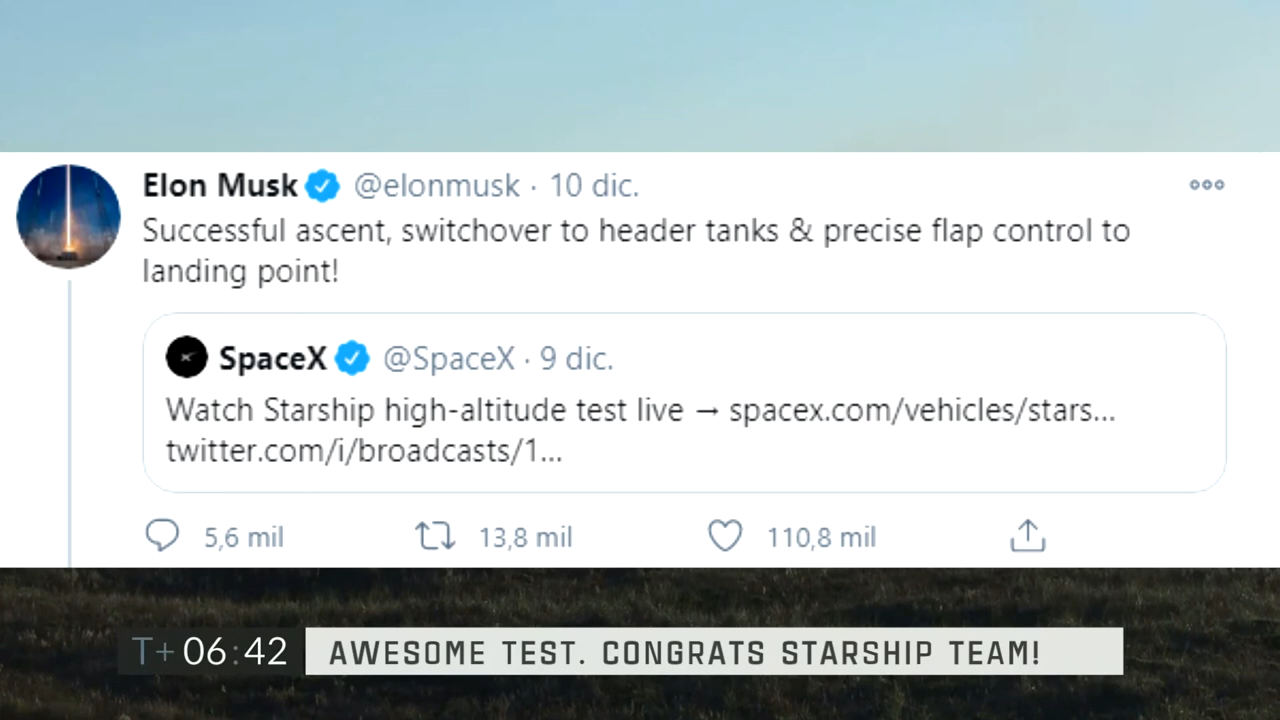 Elon Musk @elonmusk · 10 dic.
Successful ascent, switchover to header tanks & precise flap control to
landing point!
SpaceX @SpaceX · 9 dic.
Watch Starship high-altitude test live → spacex.com/vehicles/stars...
twitter.com/i/broadcasts/1...
5,6 mil 13,8 mil 110,8 mil
T+06:42 AWESOME TEST. CONGRATS STARSHIP TEAM!